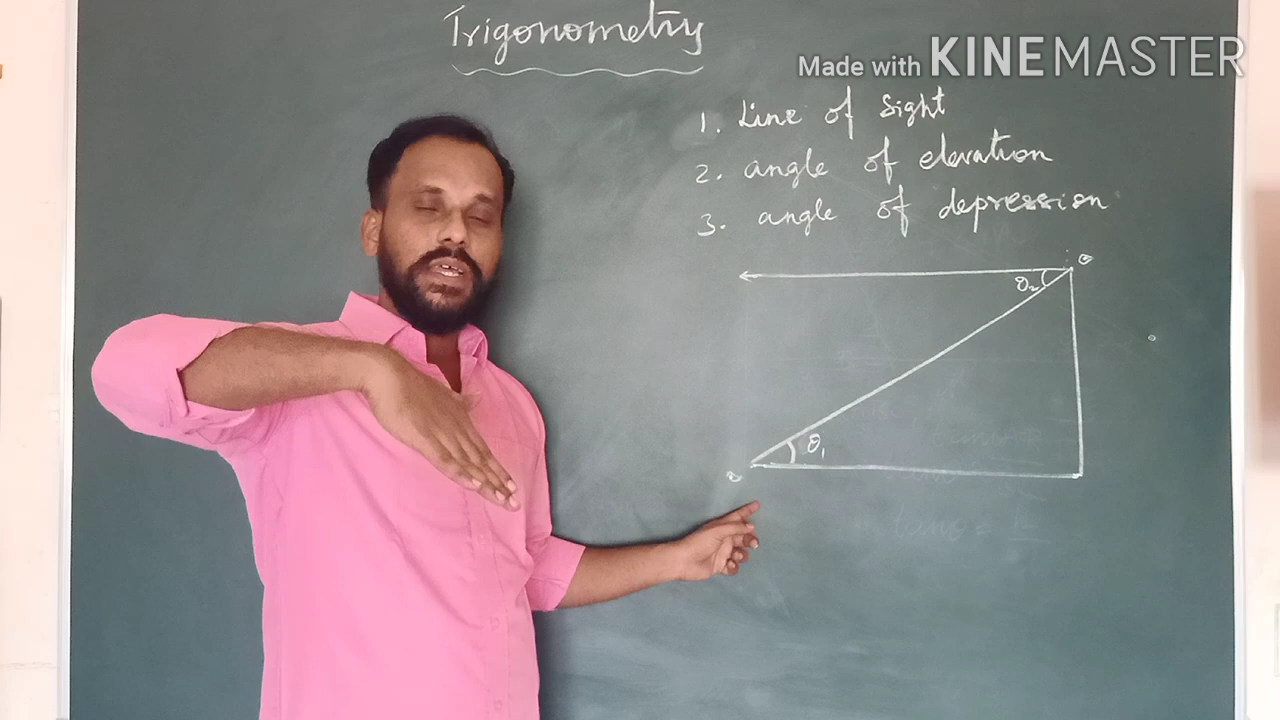 Trigonometry
Made with KINEMASTER
1. Line of sight
2. angle of elevation
3. angle of depression
θ₂
θ₁